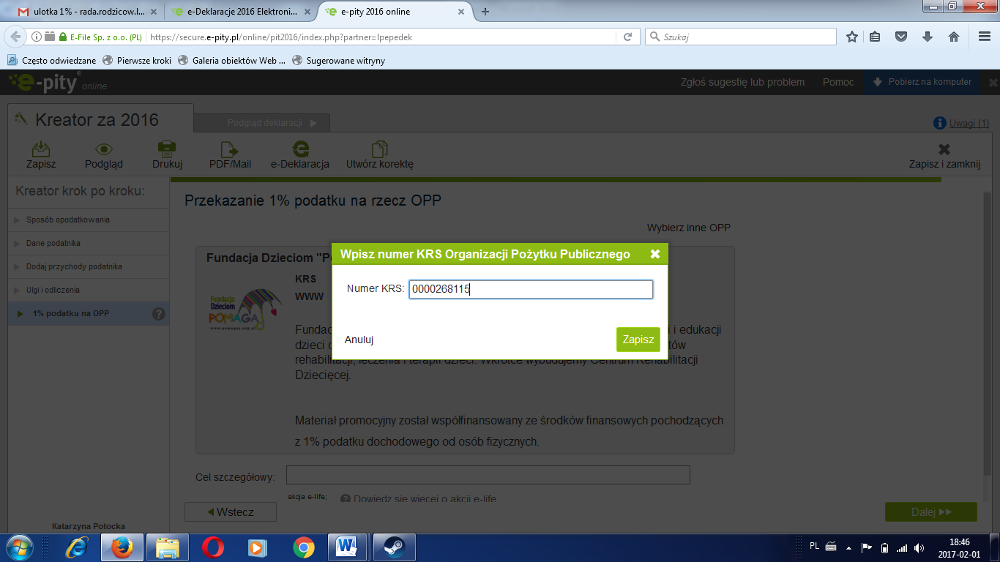 ulotka 1% - rada.rodzicow.l...
e-Deklaracje 2016 Elektroni...
e-pity 2016 online
E-File Sp. z o.o. (PL)
https://secure.e-pity.pl/online/pit2016/index.php?partner=lpepedek
Szukaj
Często odwiedzane
Pierwsze kroki
Galeria obiektów Web ...
Sugerowane witryny
e-pity® online
Zgłoś sugestię lub problem
Pomoc
Pobierz na komputer
Kreator za 2016
Podgląd deklaracji
Uwagi (1)
Zapisz
Podgląd
Drukuj
PDF/Mail
e-Deklaracja
Utwórz korektę
Zapisz i zamknij
Kreator krok po kroku:
Sposób opodatkowania
Dane podatnika
Dodaj przychody podatnika
Ulgi i odliczenia
1% podatku na OPP
Katarzyna Potocka
Przekazanie 1% podatku na rzecz OPP
Wybierz inne OPP
Fundacja Dzieciom "Po
Fundacja
Dzieciom
POMAGAJ
www.pomagaj.org.pl
KRS
WWW
Wpisz numer KRS Organizacji Pożytku Publicznego
Numer KRS: 0000268115
Anuluj
Zapisz
Fundac i i edukacji
dzieci tów
rehabilitacji, leczenia i terapii dzieci. Wkrótce wybudujemy Centrum Rehabilitacji
Dziecięcej.
Materiał promocyjny został współfinansowany ze środków finansowych pochodzących
z 1% podatku dochodowego od osób fizycznych.
Cel szczegółowy:
akcja e-life;
Dowiedz się więcej o akcji e-life
Wstecz
Dalej
PL
18:46
2017-02-01